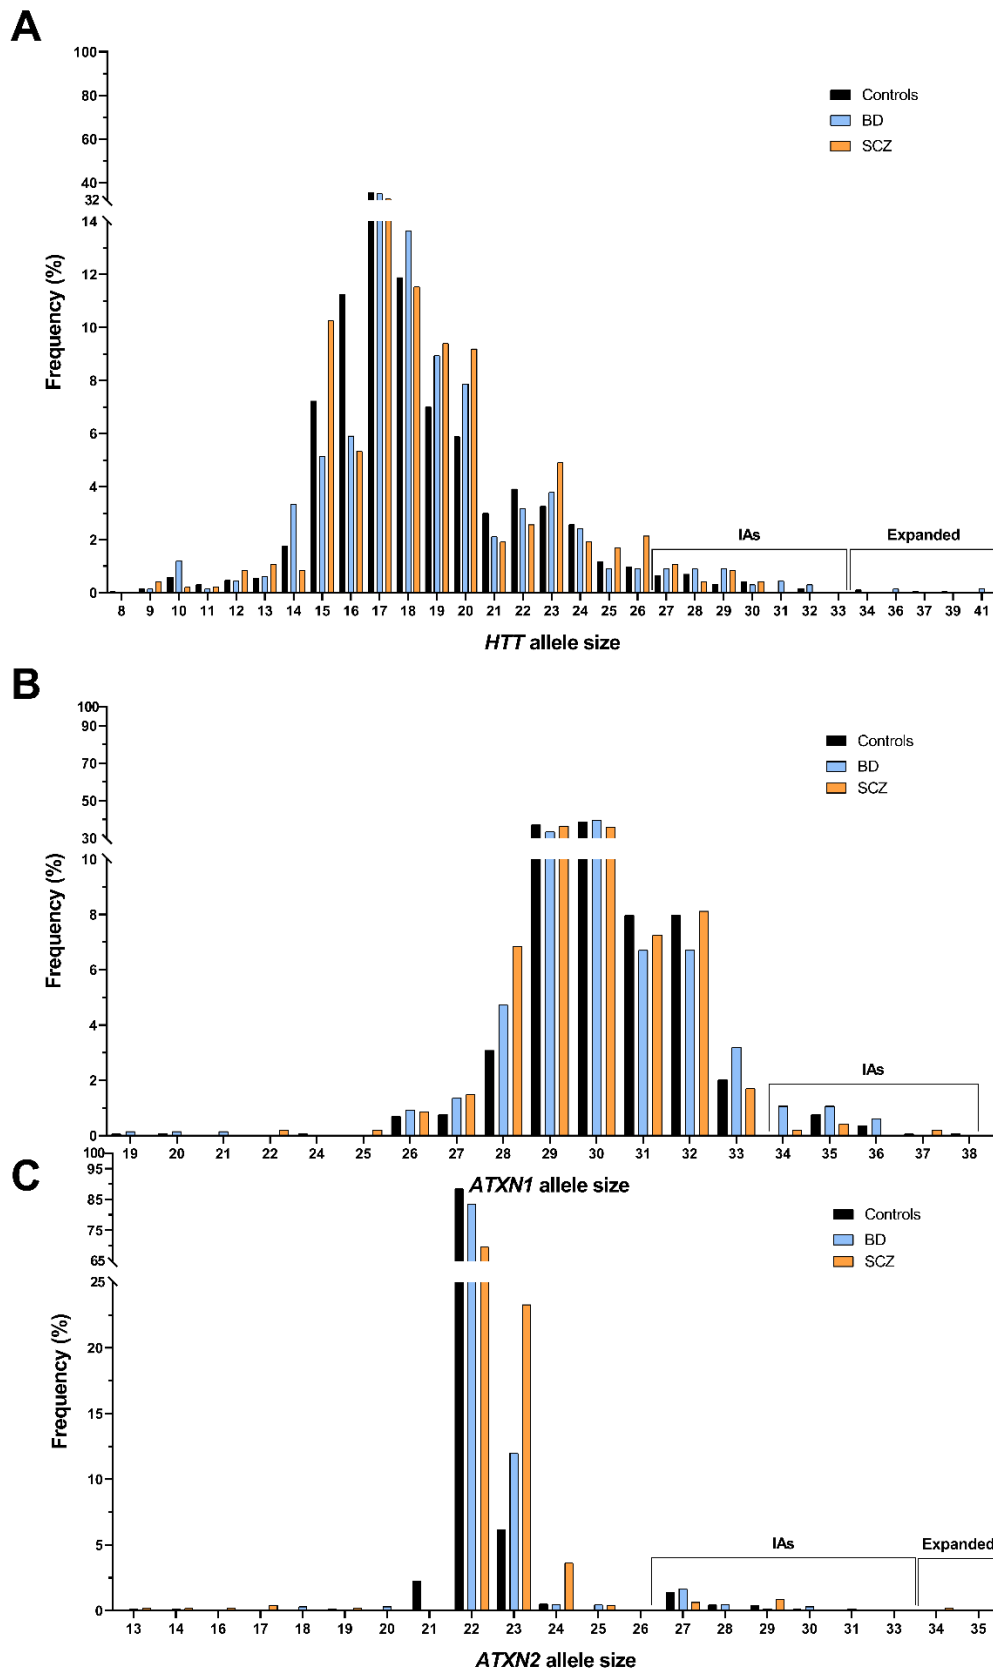 A
100
80
60
40
32
14
12
10
8
6
4
2
0
Frequency (%)
Controls
BD
SCZ
IAs
Expanded
8 9 10 11 12 13 14 15 16 17 18 19 20 21 22 23 24 25 26 27 28 29 30 31 32 33 34 36 37 39 41
HTT allele size
B
100
90
70
50
30
10
8
6
4
2
0
Frequency (%)
Controls
BD
SCZ
IAs
19 20 21 22 24 25 26 27 28 29 30 31 32 33 34 35 36 37 38
ATXN1 allele size
C
100
95
85
75
65
25
20
15
10
5
0
Frequency (%)
Controls
BD
SCZ
IAs
Expanded
13 14 16 17 18 19 20 21 22 23 24 25 26 27 28 29 30 31 33 34 35
ATXN2 allele size